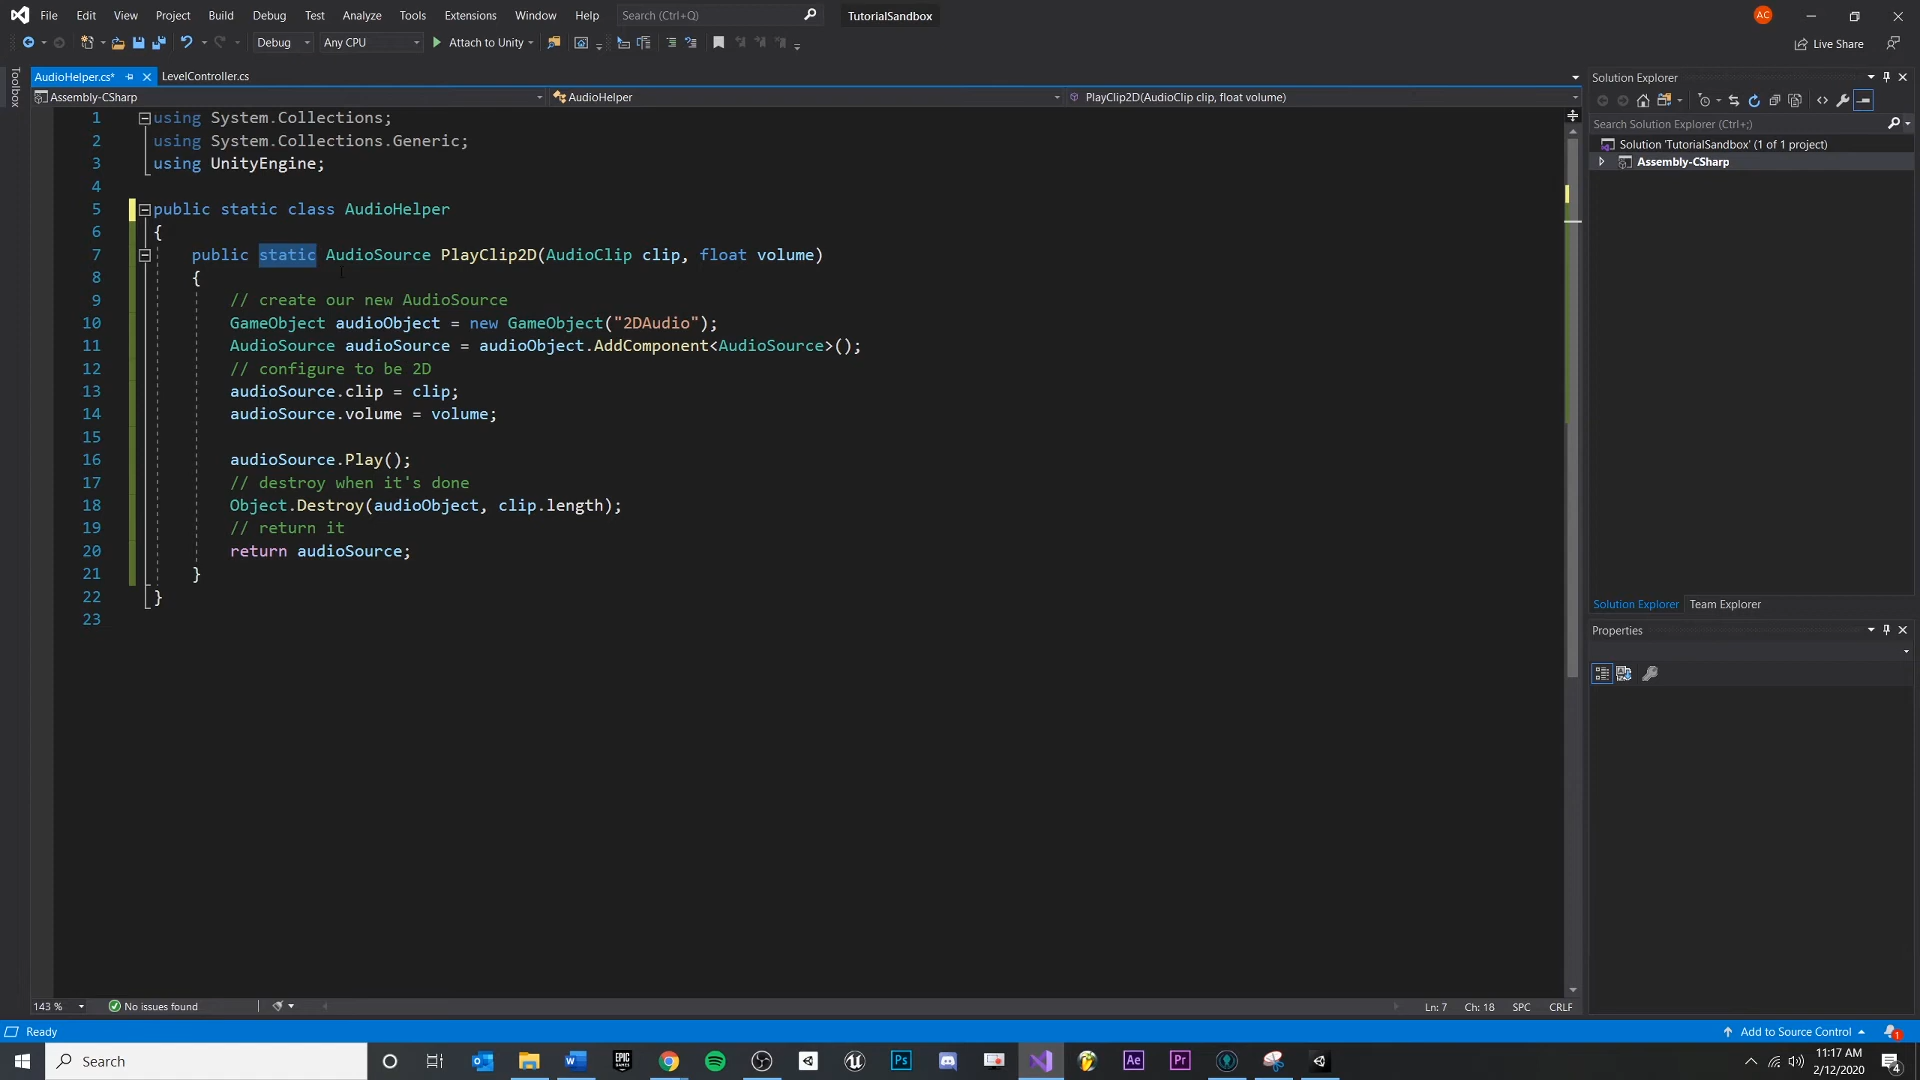 File Edit View Project Build Debug Test Analyze Tools Extensions Window Help Search (Ctrl+Q) TutorialSandbox AC
Debug Any CPU Attach to Unity Live Share
Toolbox
AudioHelper.cs* LevelController.cs
Assembly-CSharp AudioHelper PlayClip2D(AudioClip clip, float volume)
1 using System.Collections;
2 using System.Collections.Generic;
3 using UnityEngine;
4
5 public static class AudioHelper
6 {
7 public static AudioSource PlayClip2D(AudioClip clip, float volume)
8 {
9 // create our new AudioSource
10 GameObject audioObject = new GameObject("2DAudio");
11 AudioSource audioSource = audioObject.AddComponent<AudioSource>();
12 // configure to be 2D
13 audioSource.clip = clip;
14 audioSource.volume = volume;
15
16 audioSource.Play();
17 // destroy when it's done
18 Object.Destroy(audioObject, clip.length);
19 // return it
20 return audioSource;
21 }
22 }
23
Solution Explorer
Search Solution Explorer (Ctrl+;)
Solution 'TutorialSandbox' (1 of 1 project)
Assembly-CSharp
Solution Explorer Team Explorer
Properties
143 % No issues found Ln: 7 Ch: 18 SPC CRLF
Ready Add to Source Control 1
Search Ps Ae Pr 11:17 AM
2/12/2020 4